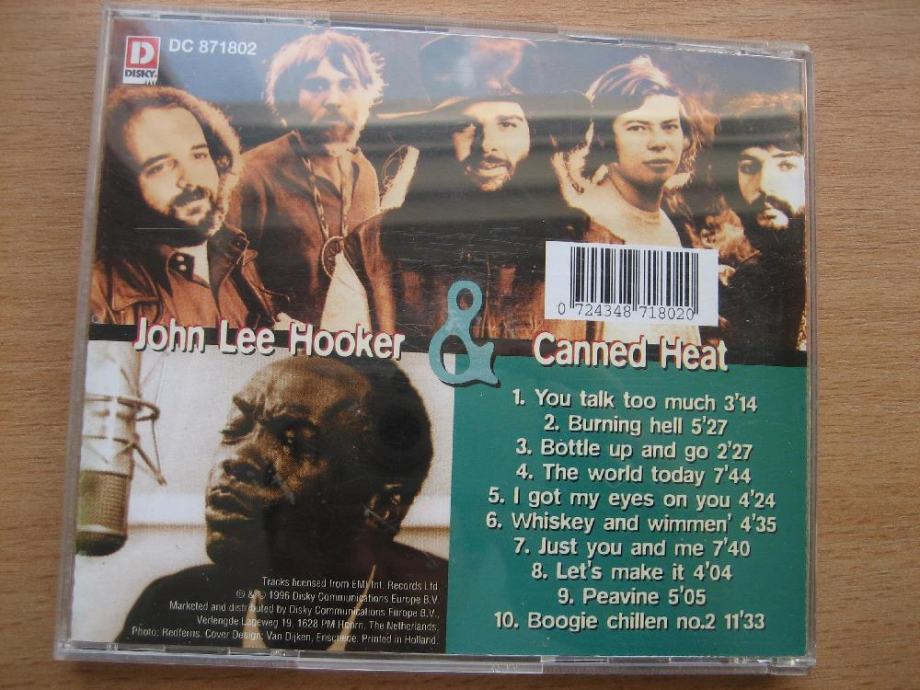 D
DISKY
DC 871802
0 724348 718020
John Lee Hooker & Canned Heat
1. You talk too much 3'14
2. Burning hell 5'27
3. Bottle up and go 2'27
4. The world today 7'44
5. I got my eyes on you 4'24
6. Whiskey and wimmen' 4'35
7. Just you and me 7'40
8. Let's make it 4'04
9. Peavine 5'05
10. Boogie chillen no.2 11'33
Tracks licensed from EMI Int. Records Ltd.
℗ & © 1996 Disky Communications Europe B.V.
Marketed and distributed by Disky Communications Europe B.V.,
Verlengde Lageweg 19, 1628 PM Hoorn, The Netherlands.
Photo: Redferns. Cover Design: Van Dijken, Enschede. Printed in Holland.